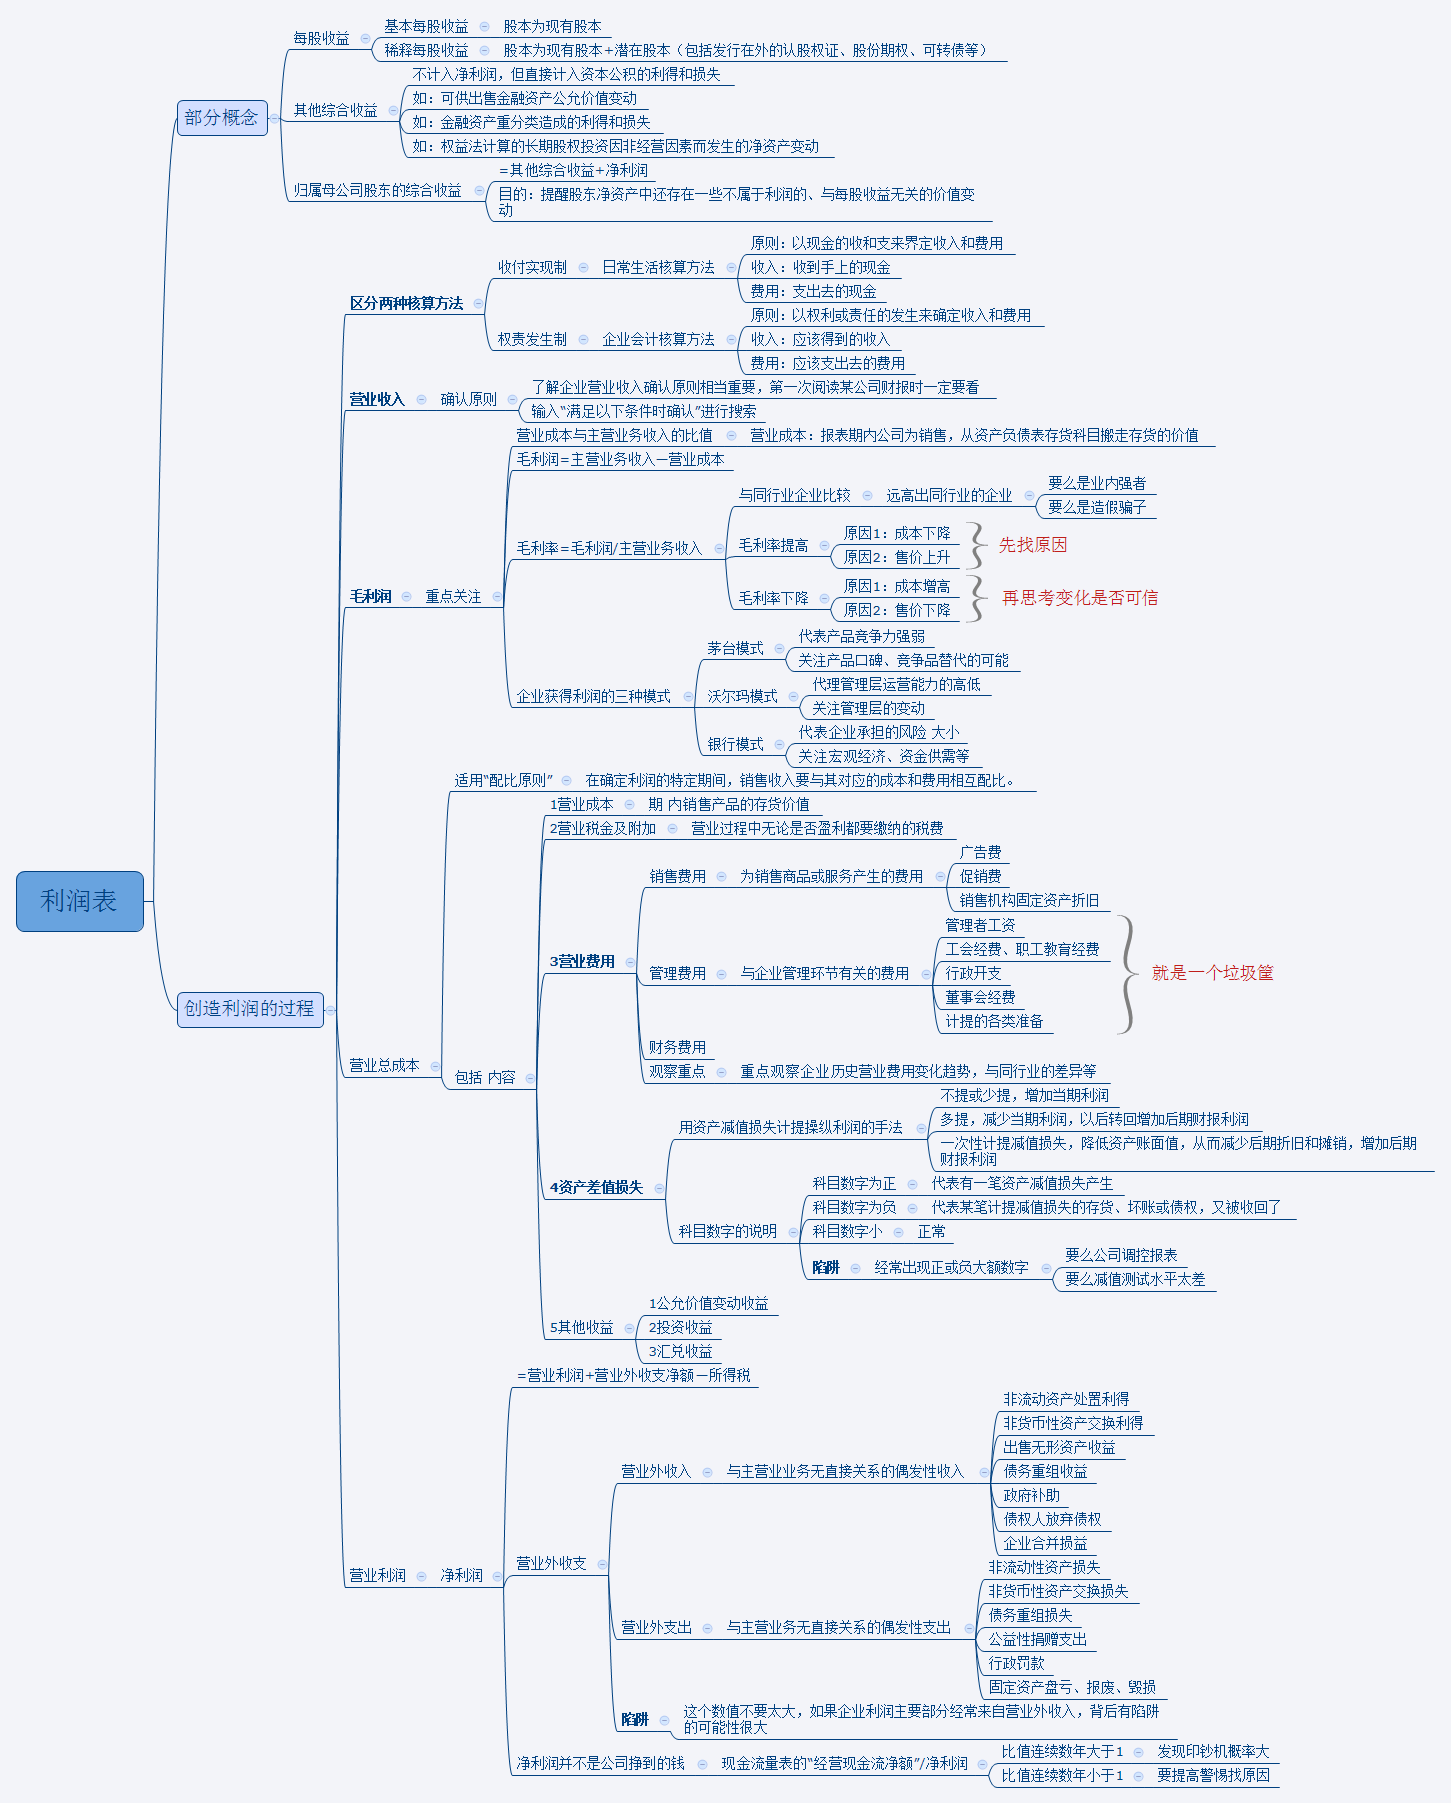 利润表
部分概念
每股收益
基本每股收益
股本为现有股本
稀释每股收益
股本为现有股本+潜在股本（包括发行在外的认股权证、股份期权、可转债等）
其他综合收益
不计入净利润，但直接计入资本公积的利得和损失
如：可供出售金融资产公允价值变动
如：金融资产重分类造成的利得和损失
如：权益法计算的长期股权投资因非经营因素而发生的净资产变动
归属母公司股东的综合收益
=其他综合收益+净利润
目的：提醒股东净资产中还存在一些不属于利润的、与每股收益无关的价值变
动
创造利润的过程
区分两种核算方法
收付实现制
日常生活核算方法
原则：以现金的收和支来界定收入和费用
收入：收到手上的现金
费用：支出去的现金
权责发生制
企业会计核算方法
原则：以权利或责任的发生来确定收入和费用
收入：应该得到的收入
费用：应该支出去的费用
营业收入
确认原则
了解企业营业收入确认原则相当重要，第一次阅读某公司财报时一定要看
输入“满足以下条件时确认”进行搜索
毛利润
重点关注
营业成本与主营业务收入的比值
营业成本：报表期内公司为销售，从资产负债表存货科目搬走存货的价值
毛利润=主营业务收入－营业成本
毛利率=毛利润/主营业务收入
与同行业企业比较
远高出同行业的企业
要么是业内强者
要么是造假骗子
毛利率提高
原因1：成本下降
原因2：售价上升
先找原因
毛利率下降
原因1：成本增高
原因2：售价下降
再思考变化是否可信
企业获得利润的三种模式
茅台模式
代表产品竞争力强弱
关注产品口碑、竞争品替代的可能
沃尔玛模式
代理管理层运营能力的高低
关注管理层的变动
银行模式
代表企业承担的风险 大小
关注宏观经济、资金供需等
营业总成本
适用“配比原则”
在确定利润的特定期间，销售收入要与其对应的成本和费用相互配比。
包括 内容
1营业成本
期 内销售产品的存货价值
2营业税金及附加
营业过程中无论是否盈利都要缴纳的税费
3营业费用
销售费用
为销售商品或服务产生的费用
广告费
促销费
销售机构固定资产折旧
管理费用
与企业管理环节有关的费用
管理者工资
工会经费、职工教育经费
行政开支
董事会经费
计提的各类准备
就是一个垃圾筐
财务费用
观察重点
重点观察企业历史营业费用变化趋势，与同行业的差异等
4资产差值损失
用资产减值损失计提操纵利润的手法
不提或少提，增加当期利润
多提，减少当期利润，以后转回增加后期财报利润
一次性计提减值损失，降低资产账面值，从而减少后期折旧和摊销，增加后期
财报利润
科目数字的说明
科目数字为正
代表有一笔资产减值损失产生
科目数字为负
代表某笔计提减值损失的存货、坏账或债权，又被收回了
科目数字小
正常
陷阱
经常出现正或负大额数字
要么公司调控报表
要么减值测试水平太差
5其他收益
1公允价值变动收益
2投资收益
3汇兑收益
营业利润
净利润
=营业利润+营业外收支净额－所得税
营业外收支
营业外收入
与主营业业务无直接关系的偶发性收入
非流动资产处置利得
非货币性资产交换利得
出售无形资产收益
债务重组收益
政府补助
债权人放弃债权
企业合并损益
营业外支出
与主营业务无直接关系的偶发性支出
非流动性资产损失
非货币性资产交换损失
债务重组损失
公益性捐赠支出
行政罚款
固定资产盘亏、报废、毁损
陷阱
这个数值不要太大，如果企业利润主要部分经常来自营业外收入，背后有陷阱
的可能性很大
净利润并不是公司挣到的钱
现金流量表的“经营现金流净额”/净利润
比值连续数年大于1
发现印钞机概率大
比值连续数年小于1
要提高警惕找原因